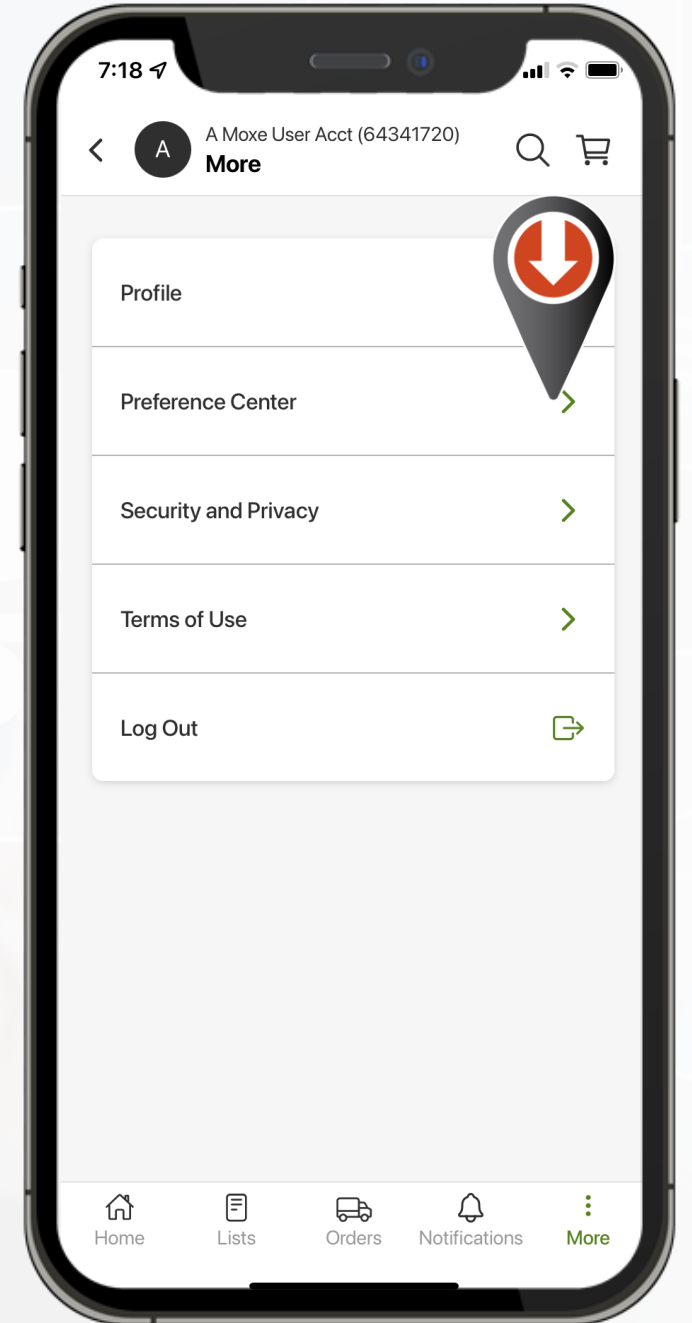 7:18
A
A Moxe User Acct (64341720)
More
Profile
Preference Center
Security and Privacy
Terms of Use
Log Out
Home
Lists
Orders
Notifications
More